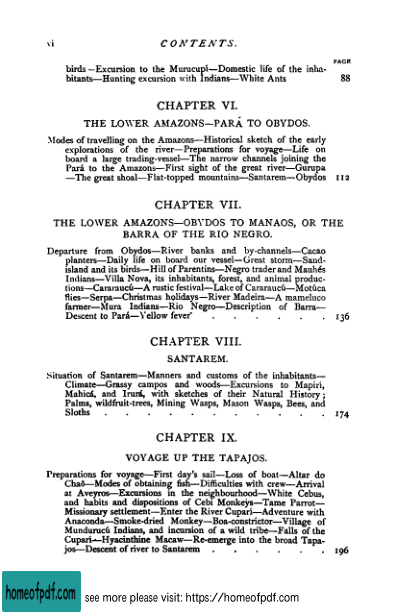 vi CONTENTS.
PAGE
birds—Excursion to the Murucupí—Domestic life of the inha-
bitants—Hunting excursion with Indians—White Ants 88
CHAPTER VI.
THE LOWER AMAZONS—PARÁ TO OBYDOS.
Modes of travelling on the Amazons—Historical sketch of the early
explorations of the river—Preparations for voyage—Life on
board a large trading-vessel—The narrow channels joining the
Pará to the Amazons—First sight of the great river—Gurupa
—The great shoal—Flat-topped mountains—Santarem—Obydos 112
CHAPTER VII.
THE LOWER AMAZONS—OBYDOS TO MANAOS, OR THE
BARRA OF THE RIO NEGRO.
Departure from Obydos—River banks and by-channels—Cacao
planters—Daily life on board our vessel—Great storm—Sand-
island and its birds—Hill of Parentins—Negro trader and Mauhés
Indians—Villa Nova, its inhabitants, forest, and animal produc-
tions—Cararaucú—A rustic festival—Lake of Cararaucú—Motúca
flies—Serpa—Christmas holidays—River Madeira—A mameluco
farmer—Mura Indians—Rio Negro—Description of Barra—
Descent to Pará—Yellow fever . . . . . . 136
CHAPTER VIII.
SANTAREM.
Situation of Santarem—Manners and customs of the inhabitants—
Climate—Grassy campos and woods—Excursions to Mapiri,
Mahicá, and Irurá, with sketches of their Natural History;
Palms, wildfruit-trees, Mining Wasps, Mason Wasps, Bees, and
Sloths . . . . . . . . . . . 174
CHAPTER IX.
VOYAGE UP THE TAPAJOS.
Preparations for voyage—First day's sail—Loss of boat—Altar do
Chaõ—Modes of obtaining fish—Difficulties with crew—Arrival
at Aveyros—Excursions in the neighbourhood—White Cebus,
and habits and dispositions of Cebi Monkeys—Tame Parrot—
Missionary settlement—Enter the River Cuparí—Adventure with
Anaconda—Smoke-dried Monkey—Boa-constrictor—Village of
Mundurucú Indians, and incursion of a wild tribe—Falls of the
Cuparí—Hyacinthine Macaw—Re-emerge into the broad Tapa-
jos—Descent of river to Santarem . . . . . . 196
homeofpdf.com see more please visit: https://homeofpdf.com